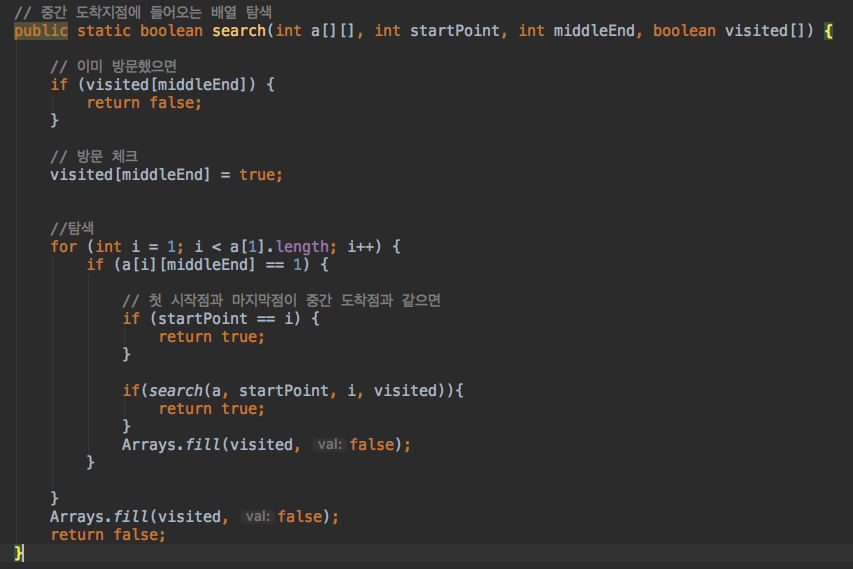 // 중간 도착지점에 들어오는 배열 탐색
public static boolean search(int a[][], int startPoint, int middleEnd, boolean visited[]) {
// 이미 방문했으면
if (visited[middleEnd]) {
return false;
}
// 방문 체크
visited[middleEnd] = true;
//탐색
for (int i = 1; i < a[1].length; i++) {
if (a[i][middleEnd] == 1) {
// 첫 시작점과 마지막점이 중간 도착점과 같으면
if (startPoint == i) {
return true;
}
if(search(a, startPoint, i, visited)){
return true;
}
Arrays.fill(visited, val: false);
}
}
Arrays.fill(visited, val: false);
return false;
}